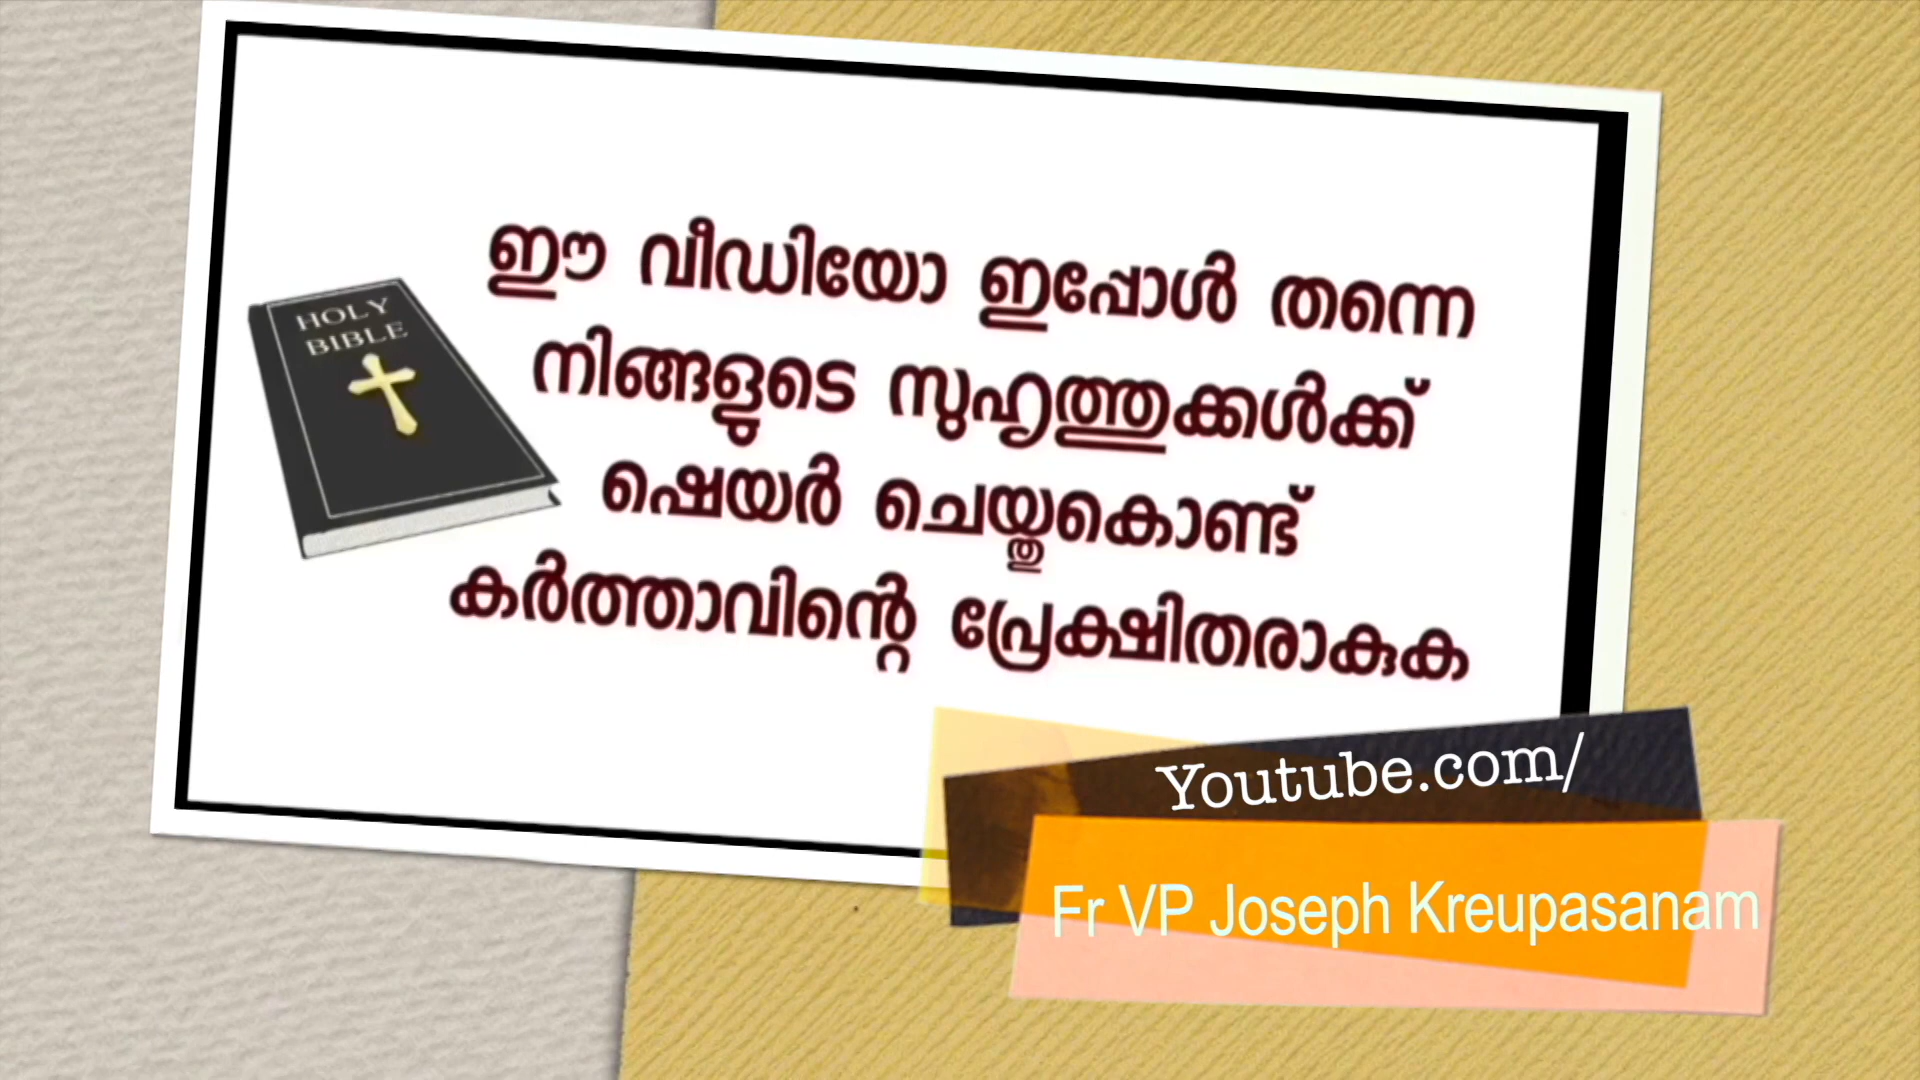 HOLY
BIBLE
ഈ വീഡിയോ ഇപ്പോൾ തന്നെ
നിങ്ങളുടെ സുഹൃത്തുക്കൾക്ക്
ഷെയർ ചെയ്തുകൊണ്ട്
കർത്താവിന്റെ പ്രേക്ഷിതരാകുക
Youtube.com/
Fr VP Joseph Kreupasanam